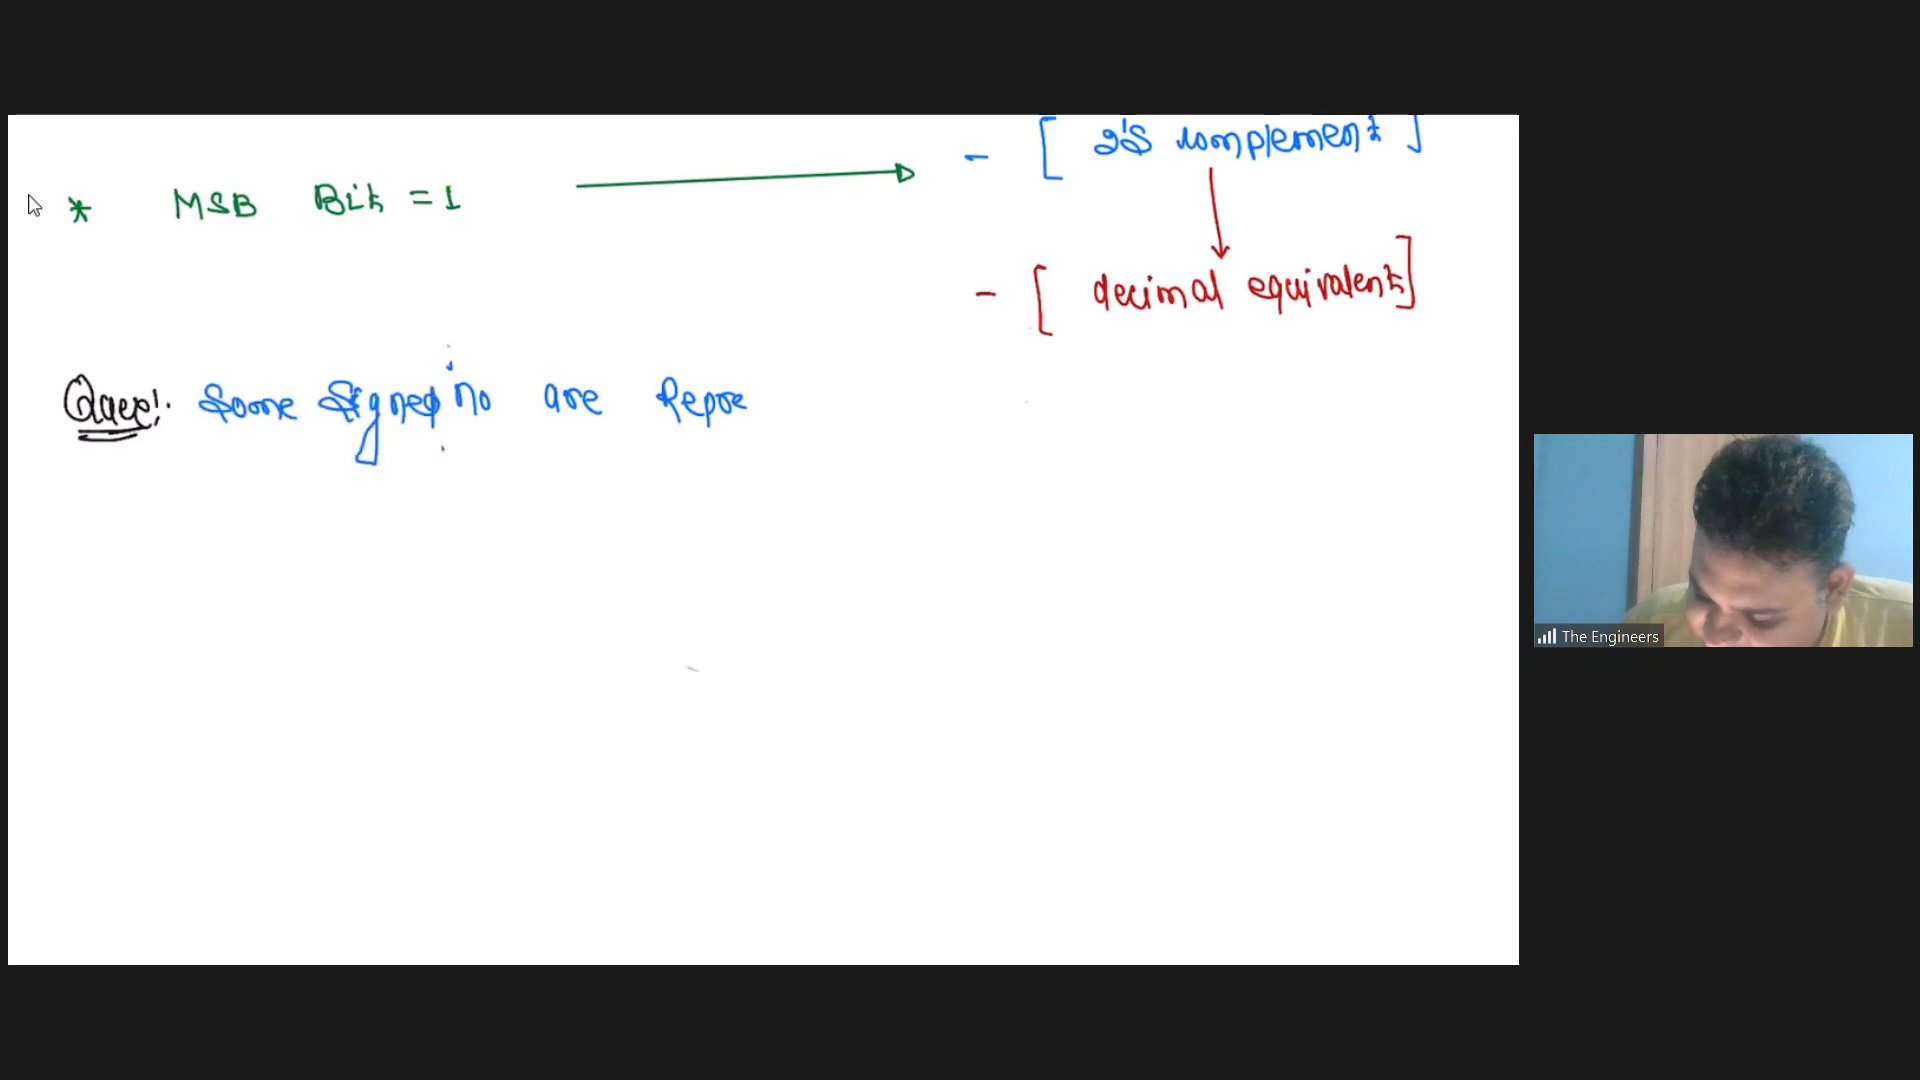 - [ 2's complement ]
* MSB Bit = 1
- [ decimal equivalent ]
Ques!. Some Signed no are Repre
The Engineers